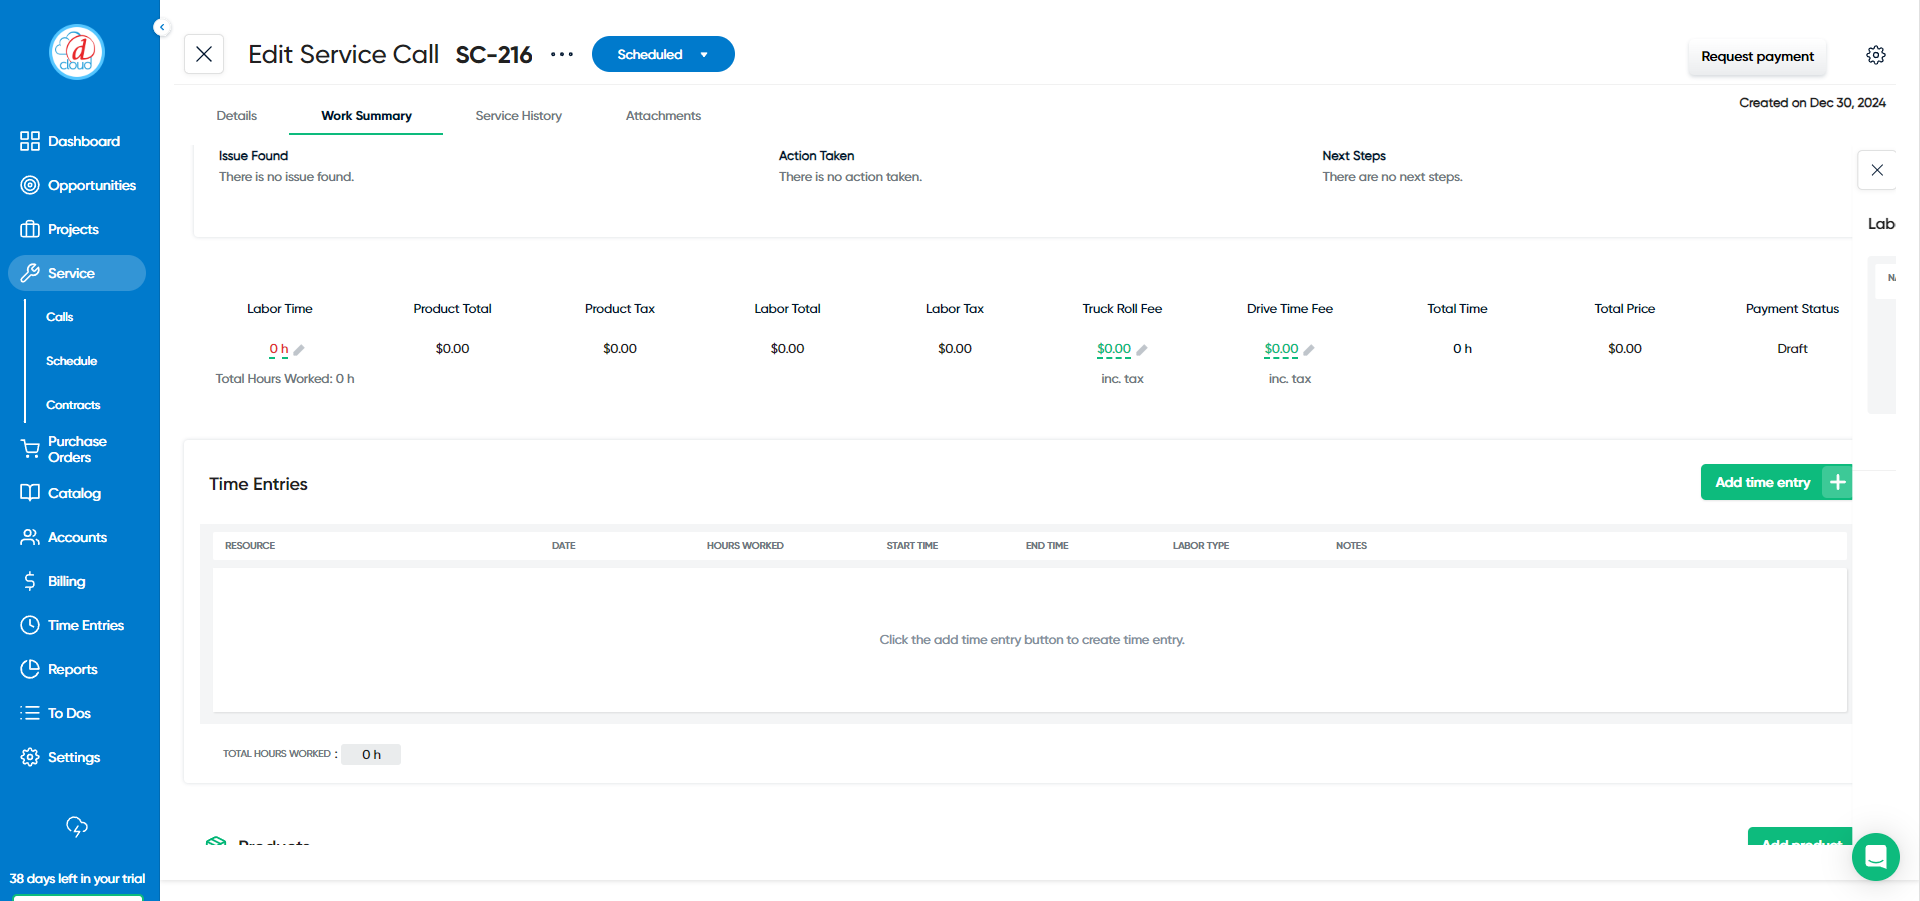 d
cloud
Dashboard
Opportunities
Projects
Service
Calls
Schedule
Contracts
Purchase
Orders
Catalog
Accounts
Billing
Time Entries
Reports
To Dos
Settings
38 days left in your trial
Edit Service Call SC-216 ... Scheduled
Request payment
Created on Dec 30, 2024
Details Work Summary Service History Attachments
Issue Found Action Taken Next Steps
There is no issue found. There is no action taken. There are no next steps.
Lab
Labor Time Product Total Product Tax Labor Total Labor Tax Truck Roll Fee Drive Time Fee Total Time Total Price Payment Status
0 h $0.00 $0.00 $0.00 $0.00 $0.00 $0.00 0 h $0.00 Draft
Total Hours Worked: 0 h inc. tax inc. tax
Time Entries Add time entry +
RESOURCE DATE HOURS WORKED START TIME END TIME LABOR TYPE NOTES
Click the add time entry button to create time entry.
TOTAL HOURS WORKED : 0 h
Products Add product